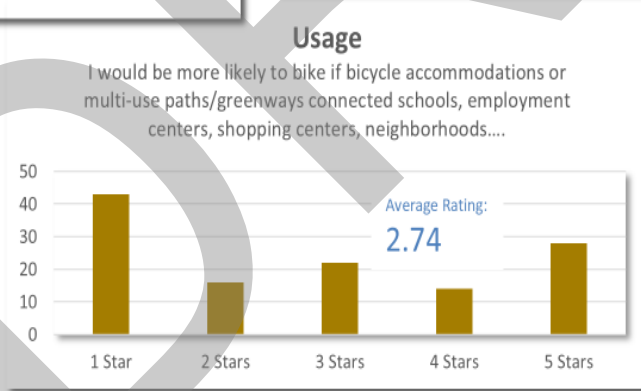 Usage
I would be more likely to bike if bicycle accommodations or
multi-use paths/greenways connected schools, employment
centers, shopping centers, neighborhoods....
50
40
30
20
10
0
Average Rating:
2.74
1 Star 2 Stars 3 Stars 4 Stars 5 Stars